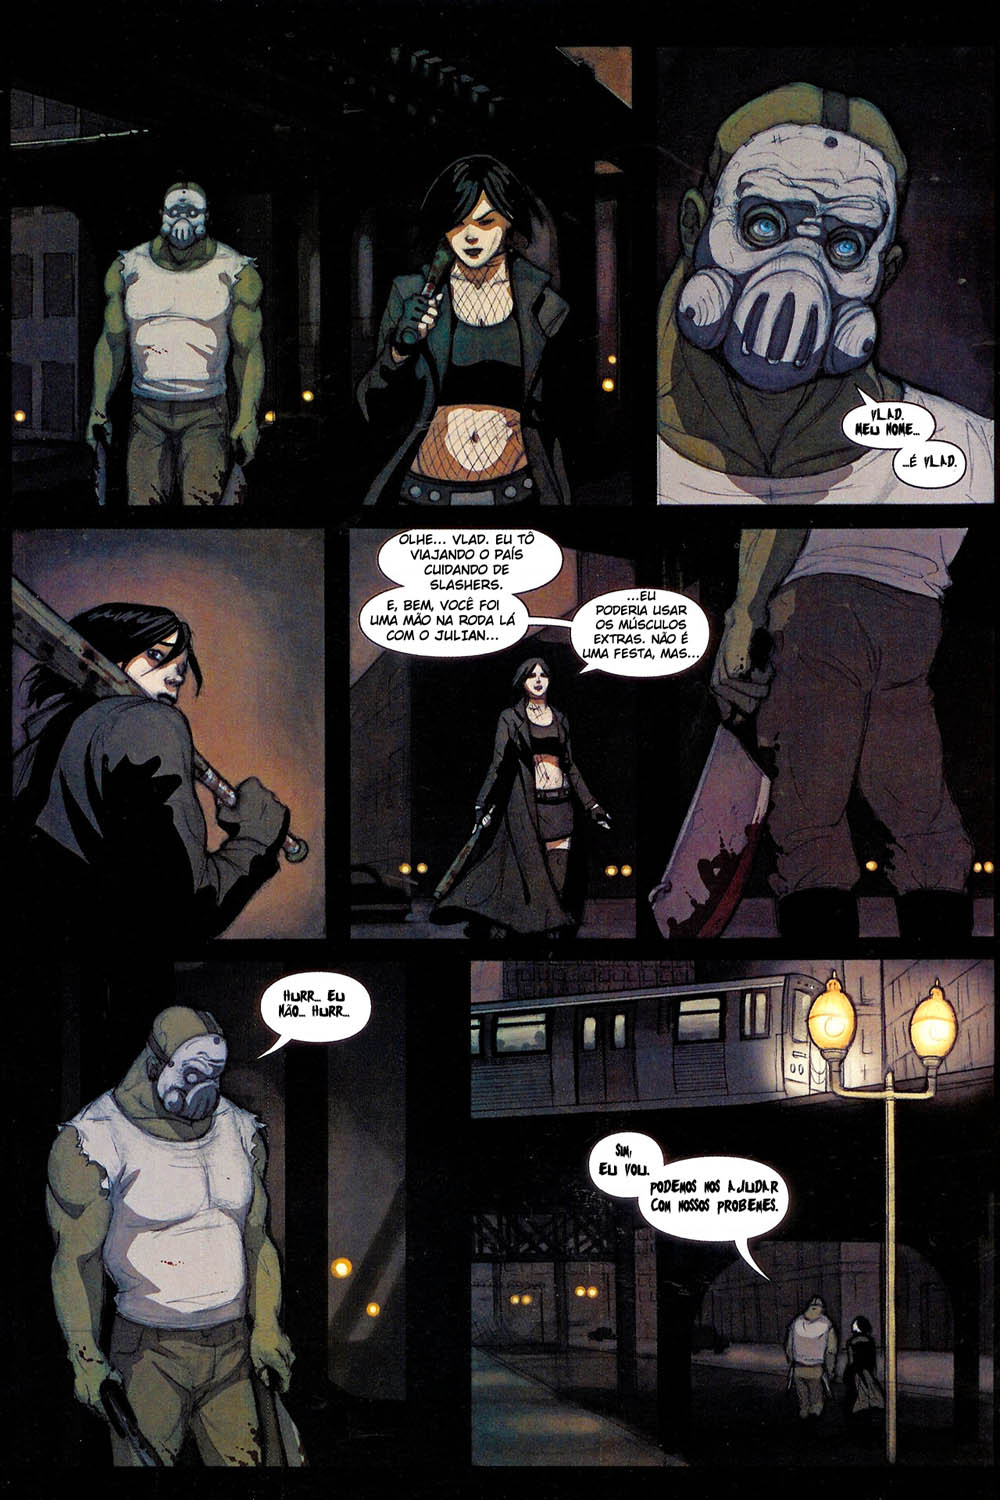 VLAD.
MEU NOME...
...É VLAD.
OLHE... VLAD. EU TÔ
VIAJANDO O PAÍS
CUIDANDO DE
SLASHERS.
E, BEM, VOCÊ FOI
UMA MÃO NA RODA LÁ
COM O JULIAN...
...EU
PODERIA USAR
OS MÚSCULOS
EXTRAS. NÃO É
UMA FESTA, MAS...
HURR... EU
NÃO... HURR...
SIM,
EU VOU.
PODEMOS NOS AJUDAR
COM NOSSOS PROBEMES.